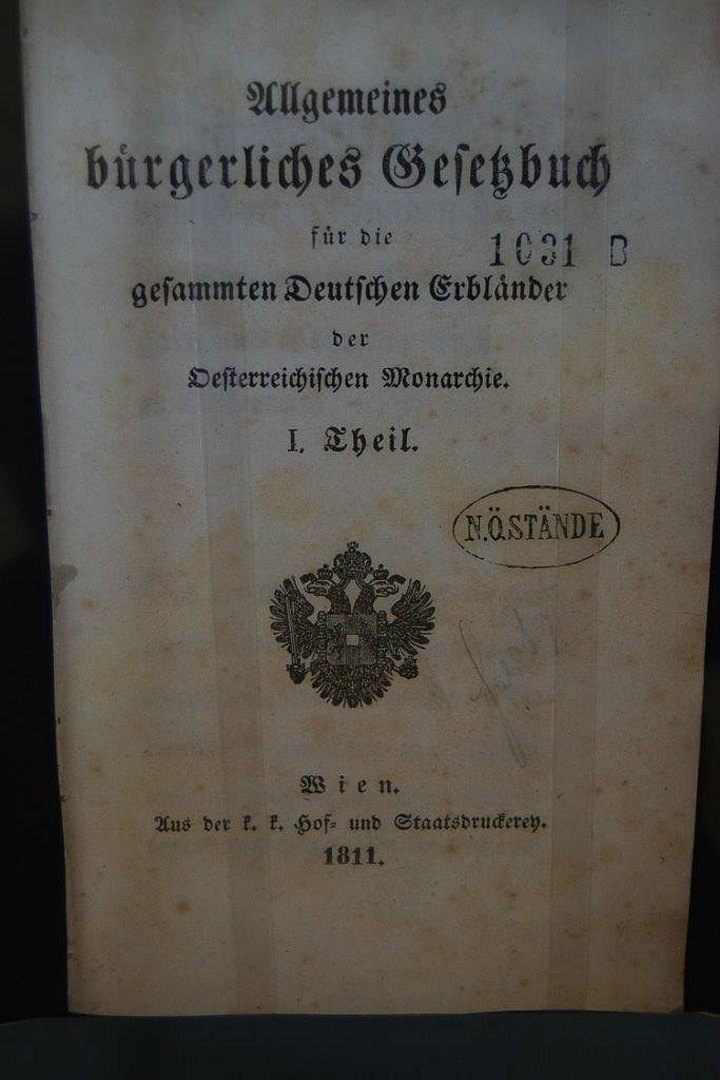 Allgemeines
bürgerliches Gesetzbuch
für die
1031 B
gesammten Deutschen Erbländer
der
Oesterreichischen Monarchie.
I. Theil.
N.Ö.STÄNDE
Wien.
Aus der k. k. Hof- und Staatsdruckerey.
1811.